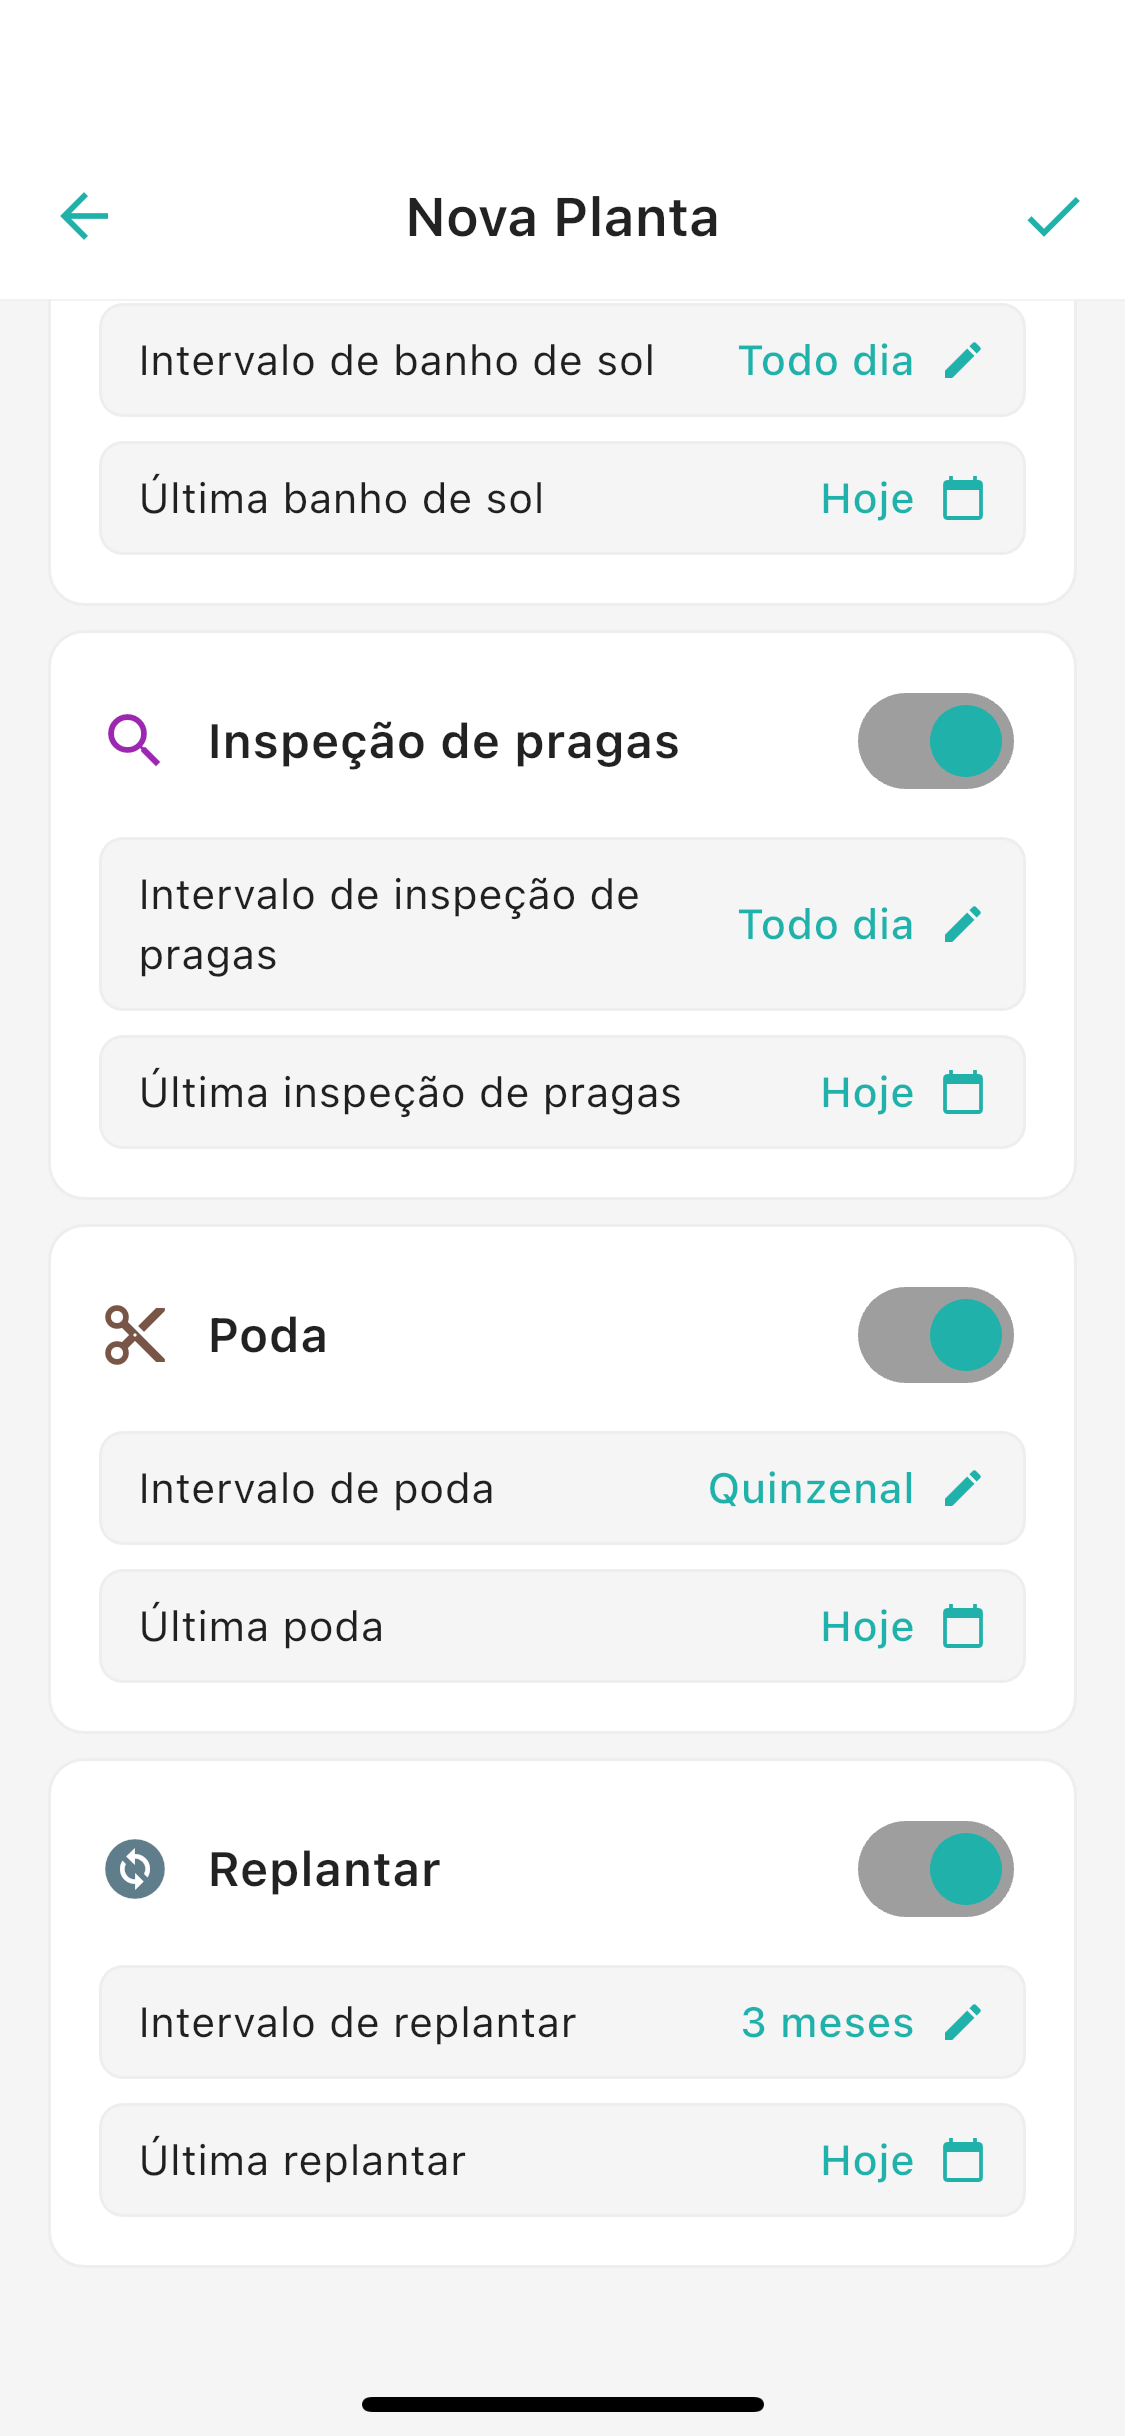 Nova Planta
Intervalo de banho de sol Todo dia
Última banho de sol Hoje
Inspeção de pragas
Intervalo de inspeção de
pragas Todo dia
Última inspeção de pragas Hoje
Poda
Intervalo de poda Quinzenal
Última poda Hoje
Replantar
Intervalo de replantar 3 meses
Última replantar Hoje